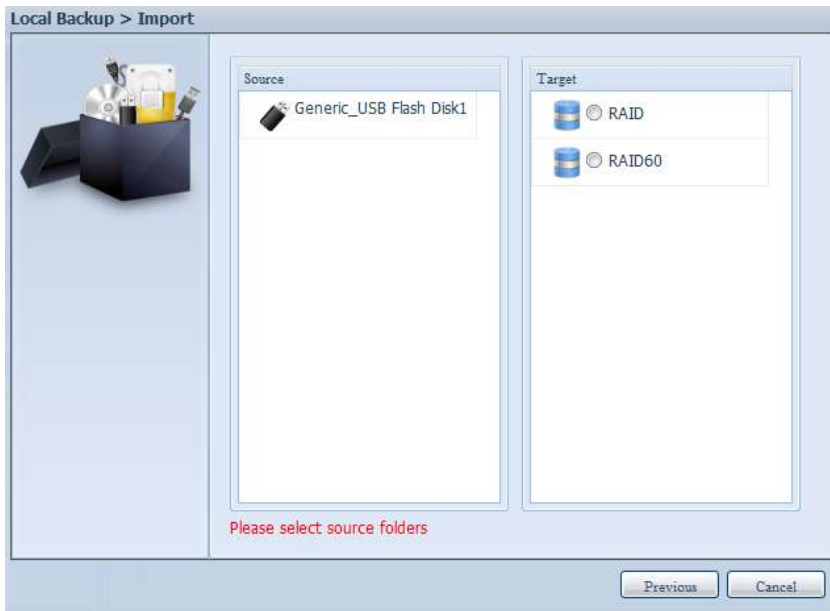 Local Backup > Import
Source
Generic_USB Flash Disk1
Target
RAID
RAID60
Please select source folders
Previous
Cancel